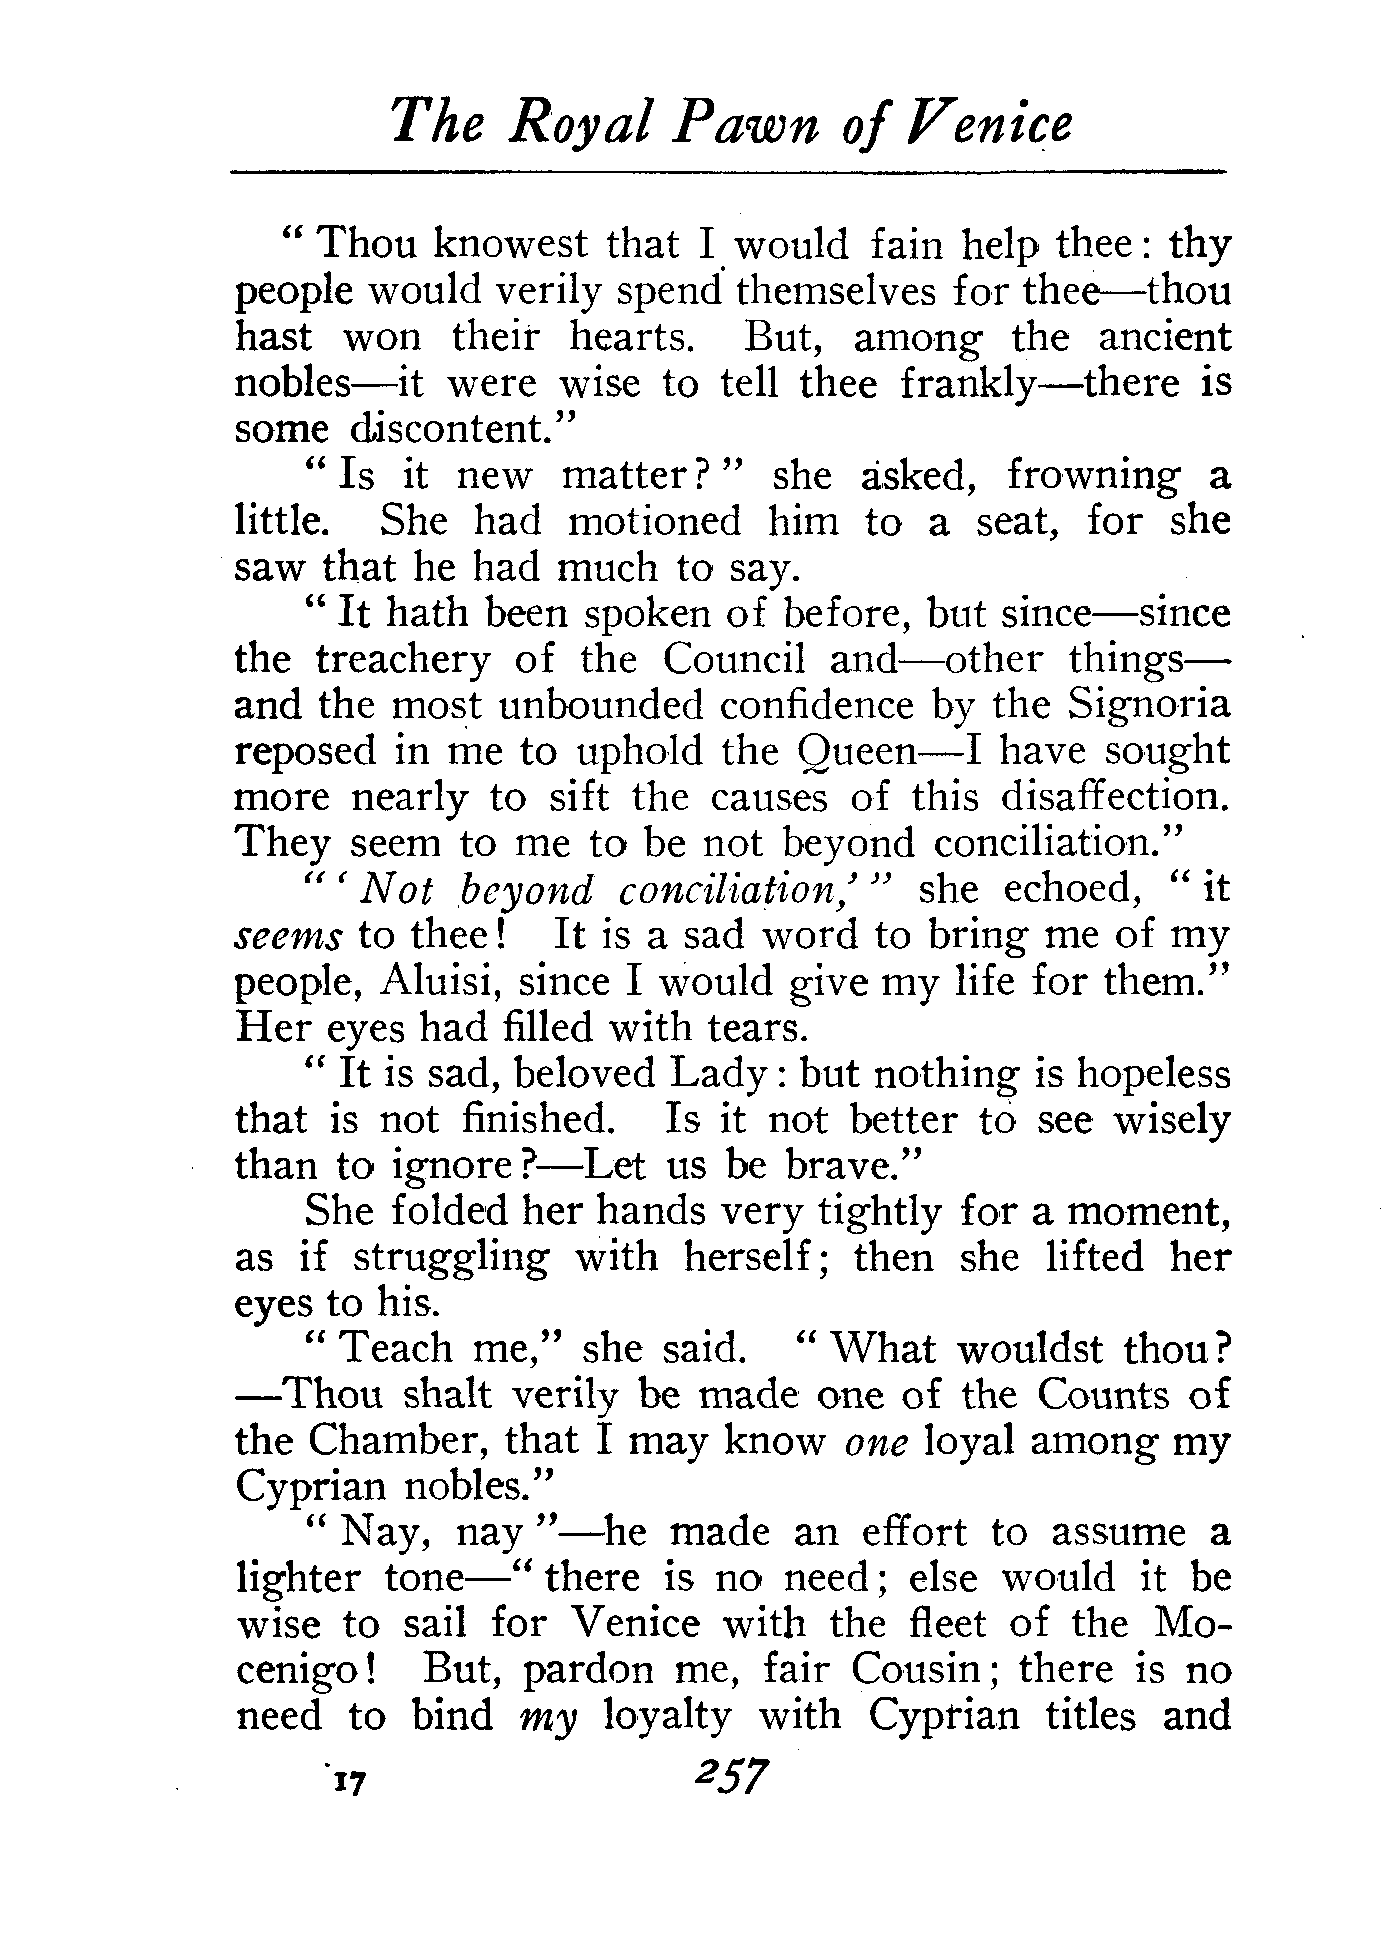 The Royal Pawn of Venice
" Thou knowest that I would fain help thee : thy
people would verily spend themselves for thee—thou
hast won their hearts. But, among the ancient
nobles—it were wise to tell thee frankly—there is
some discontent."
" Is it new matter? " she asked, frowning a
little. She had motioned him to a seat, for she
saw that he had much to say.
" It hath been spoken of before, but since—since
the treachery of the Council and—other things—
and the most unbounded confidence by the Signoria
reposed in me to uphold the Queen—I have sought
more nearly to sift the causes of this disaffection.
They seem to me to be not beyond conciliation."
" ' Not beyond conciliation,' " she echoed, " it
seems to thee ! It is a sad word to bring me of my
people, Aluisi, since I would give my life for them."
Her eyes had filled with tears.
" It is sad, beloved Lady : but nothing is hopeless
that is not finished. Is it not better to see wisely
than to ignore ?—Let us be brave."
She folded her hands very tightly for a moment,
as if struggling with herself ; then she lifted her
eyes to his.
" Teach me," she said. " What wouldst thou ?
—Thou shalt verily be made one of the Counts of
the Chamber, that I may know one loyal among my
Cyprian nobles."
" Nay, nay "—he made an effort to assume a
lighter tone—" there is no need ; else would it be
wise to sail for Venice with the fleet of the Mo-
cenigo ! But, pardon me, fair Cousin ; there is no
need to bind my loyalty with Cyprian titles and
17 257